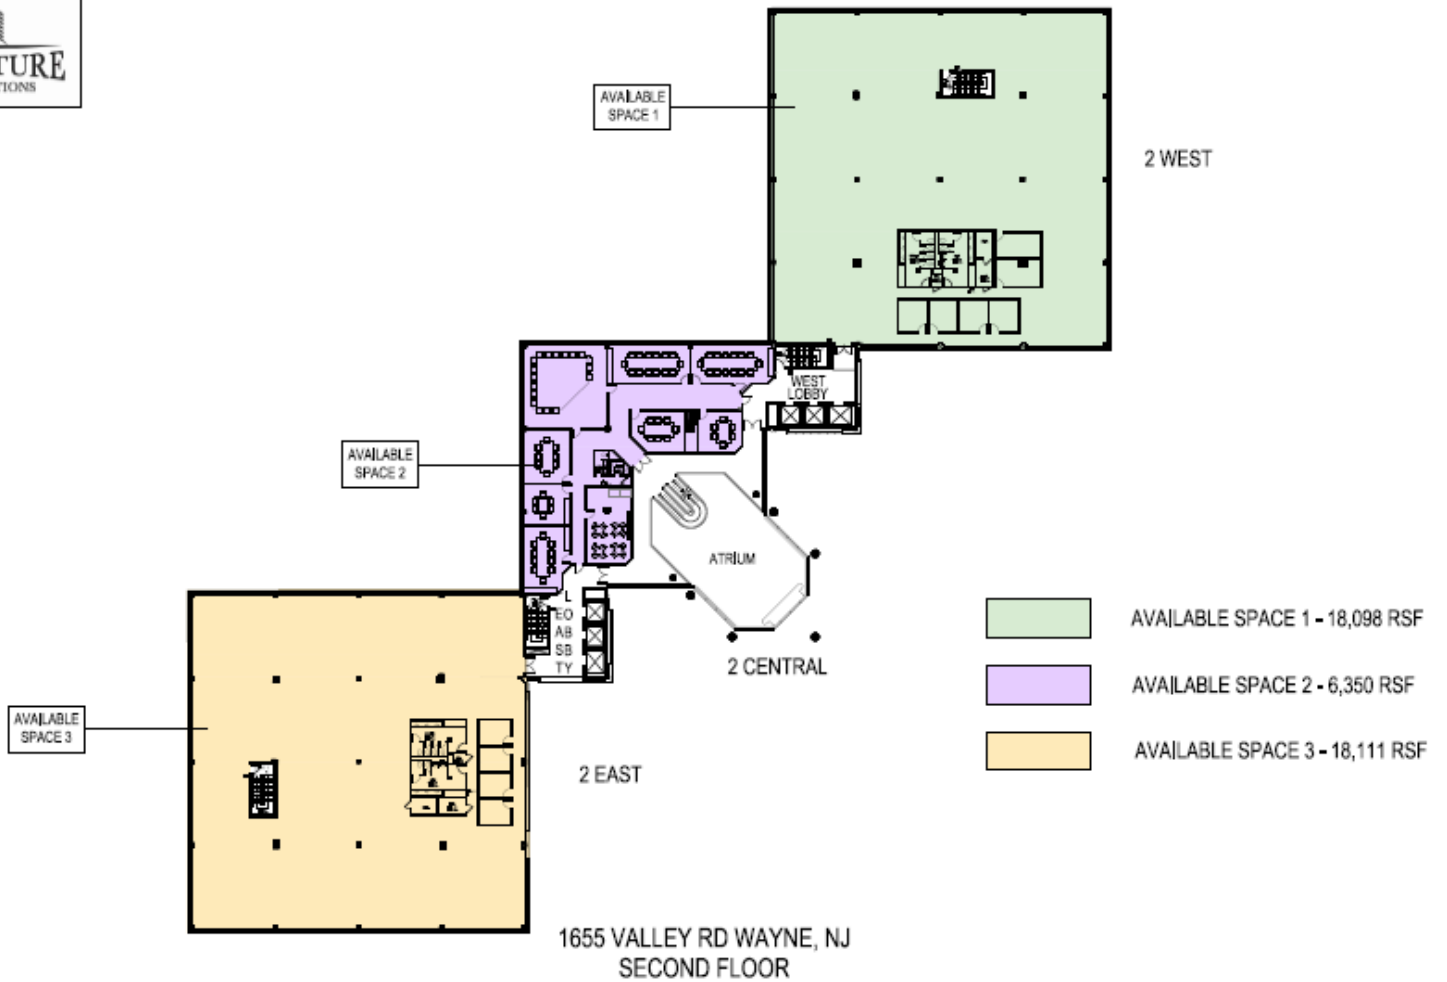 TURE
TIONS
AVAILABLE
SPACE 1
2 WEST
WEST
LOBBY
AVAILABLE
SPACE 2
ATRIUM
L
EO
AB
SB
TY
2 CENTRAL
AVAILABLE SPACE 1 - 18,098 RSF
AVAILABLE SPACE 2 - 6,350 RSF
AVAILABLE SPACE 3 - 18,111 RSF
AVAILABLE
SPACE 3
2 EAST
1655 VALLEY RD WAYNE, NJ
SECOND FLOOR